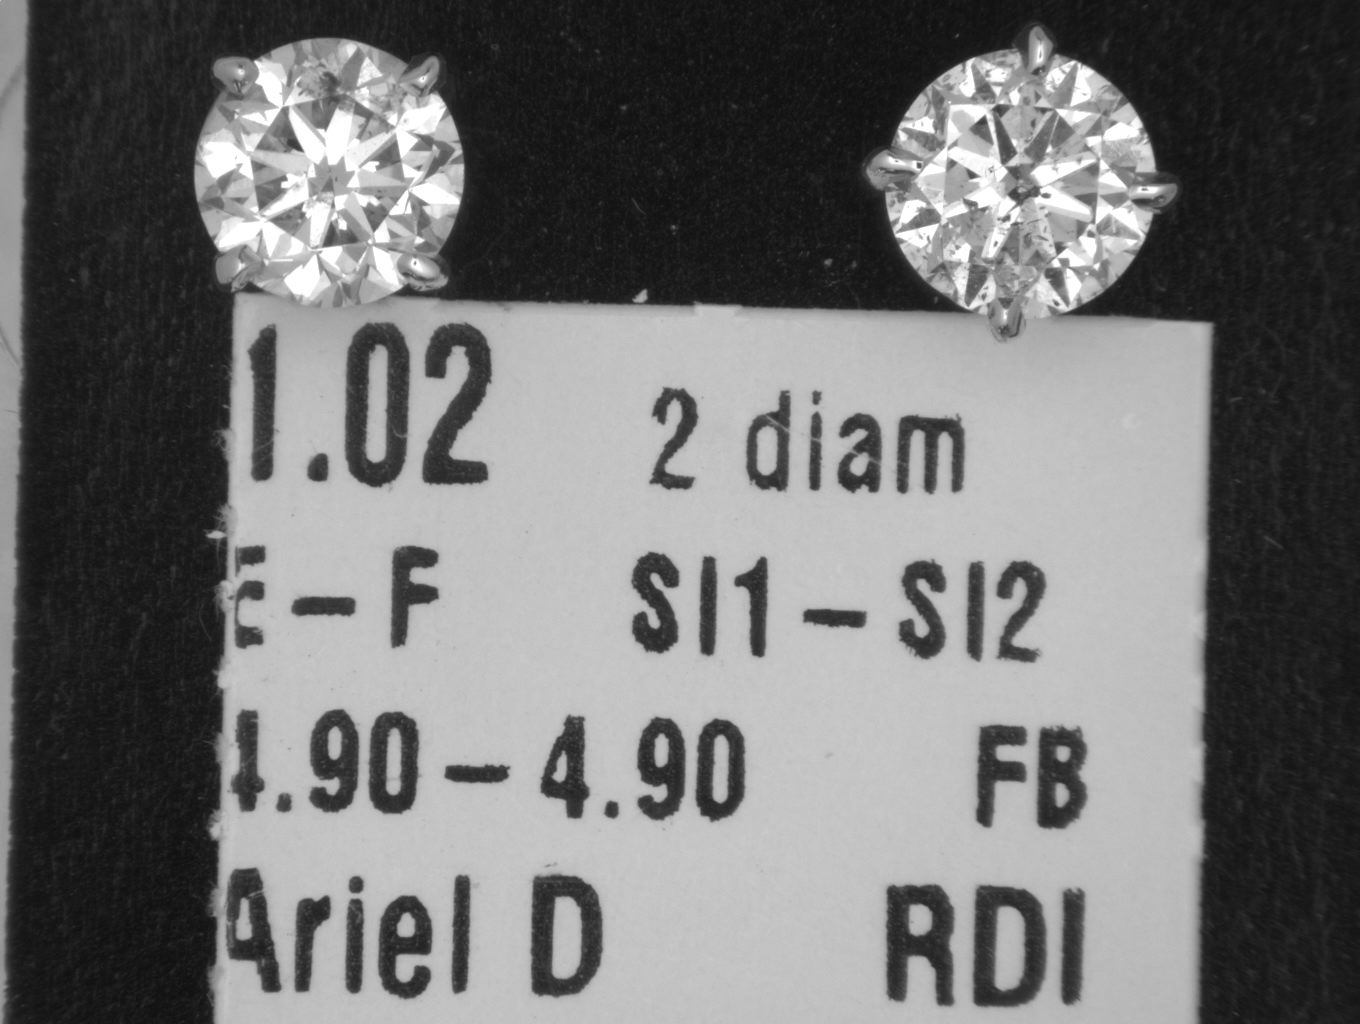 1.02 2 diam
E-F SI1-SI2
4.90-4.90 FB
Ariel D RDI